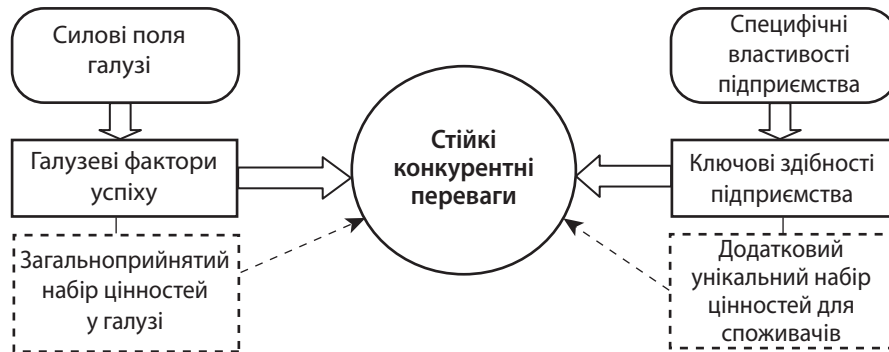 Силові поля
галузі
Галузеві фактори
успіху
Загальноприйнятий
набір цінностей
у галузі
Стійкі
конкурентні
переваги
Специфічні
властивості
підприємства
Ключові здібності
підприємства
Додатковий
унікальний набір
цінностей для
споживачів